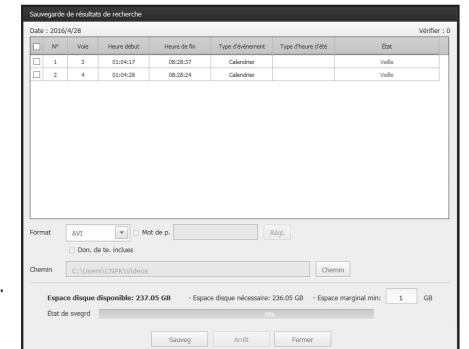 Sauvegarde de résultats de recherche
Date : 2016/4/28 Vérifier : 0
N° Voie Heure début Heure de fin Type d'événement Type d'heure d'été État
1 3 01:04:17 08:28:37 Calendrier Veille
2 4 01:04:28 08:28:24 Calendrier Veille
Format AVI Mot de p. Régl.
Don. de te. inclues
Chemin C:\Users\CNPK\Videos Chemin
Espace disque disponible: 237.05 GB - Espace disque nécessaire: 236.05 GB - Espace marginal min: 1 GB
État de svegrd 0%
Sauveg Arrêt Fermer